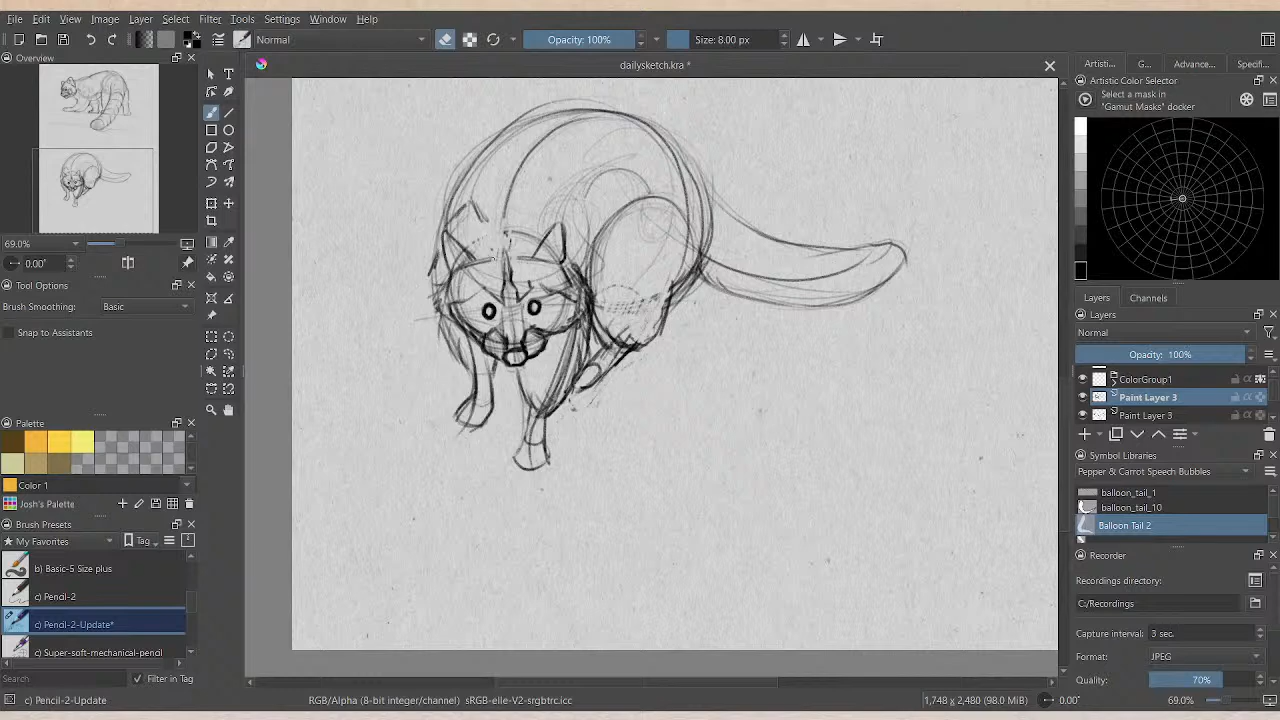 File Edit View Image Layer Select Filter Tools Settings Window Help
Normal Opacity: 100% Size: 8.00 px
Overview
dailysketch.kra *
Artisti... G... Advance... Specifi...
Artistic Color Selector
Select a mask in
"Gamut Masks" docker
69.0%
0.00°
Tool Options
Brush Smoothing: Basic
Snap to Assistants
Palette
Color 1
Josh's Palette
Brush Presets
My Favorites Tag
b) Basic-5 Size plus
c) Pencil-2
c) Pencil-2-Update*
c) Super-soft-mechanical-pencil
Search Filter in Tag
Layers Channels
Layers
Normal
Opacity: 100%
ColorGroup1
Paint Layer 3
Paint Layer 3
Symbol Libraries
Pepper & Carrot Speech Bubbles
balloon_tail_1
balloon_tail_10
Balloon Tail 2
Recorder
Recordings directory:
C:/Recordings
Capture interval: 3 sec.
Format: JPEG
Quality: 70%
c) Pencil-2-Update RGB/Alpha (8-bit integer/channel) sRGB-elle-V2-srgbtrc.icc 1,748 x 2,480 (98.0 MiB) 0.00° 69.0%